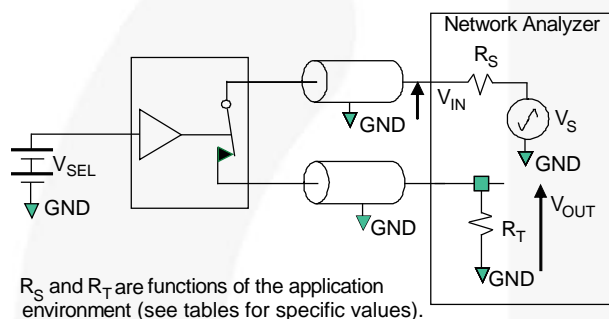 Network Analyzer
R_S
V_IN
GND
V_S
GND
V_SEL
GND
GND
V_OUT
R_T
GND
R_S and R_T are functions of the application
environment (see tables for specific values).